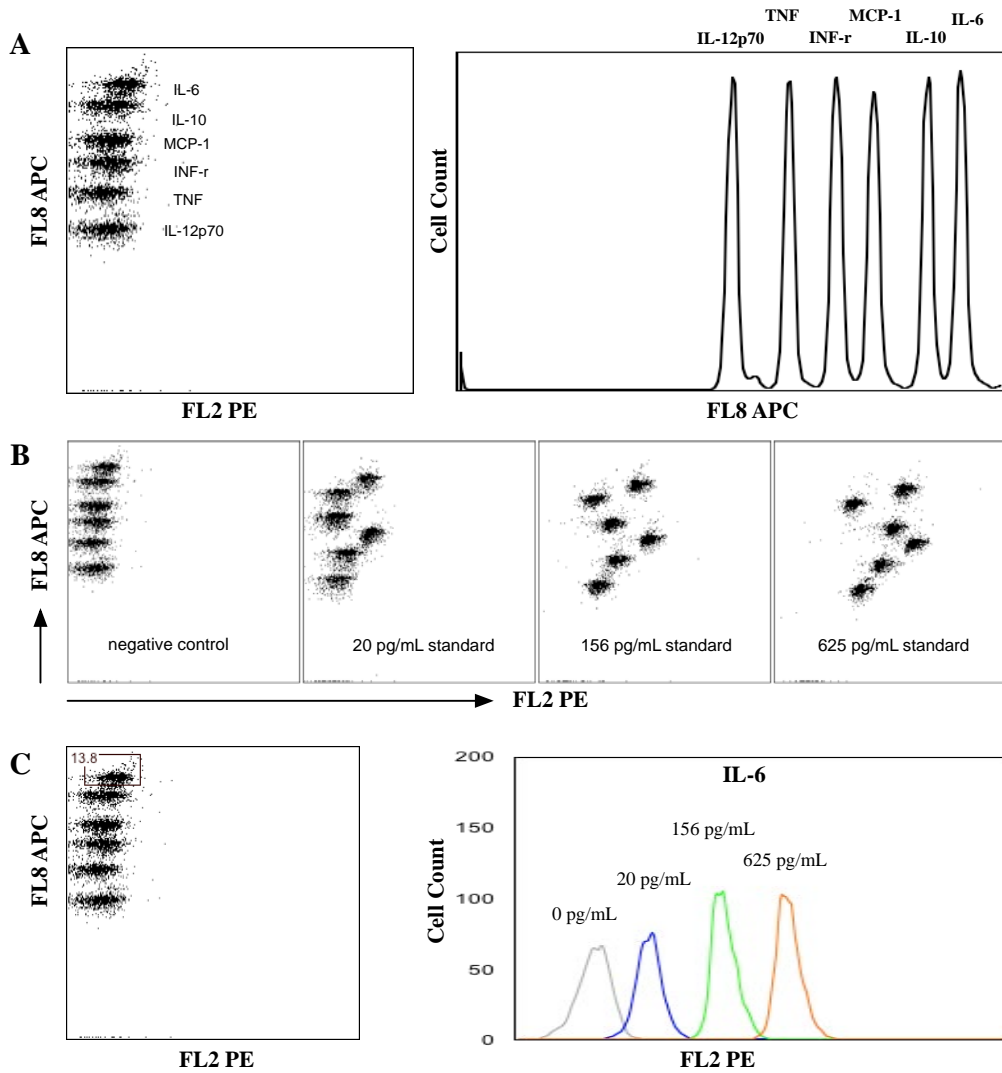 A
IL-6
IL-10
MCP-1
INF-r
TNF
IL-12p70
FL8 APC
FL2 PE
TNF MCP-1 IL-6
IL-12p70 INF-r IL-10
Cell Count
FL8 APC
B
FL8 APC
negative control
20 pg/mL standard
156 pg/mL standard
625 pg/mL standard
FL2 PE
C
13.8
FL8 APC
FL2 PE
200
150
100
50
0
IL-6
156 pg/mL
625 pg/mL
20 pg/mL
0 pg/mL
Cell Count
FL2 PE